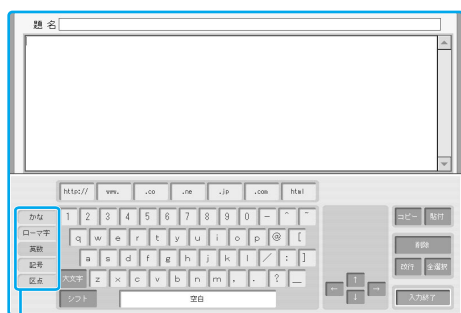 題 名
http:// www. .co .ne .jp .com html
かな 1 2 3 4 5 6 7 8 9 0 - ^ ~ コピー 貼付
ローマ字 q w e r t y u i o p @ [
英数 a s d f g h j k l / : ] 削除
記号 大文字 z x c v b n m , . ? _ 改行 全選択
区点 シフト 空白 ← ↑ ↓ → 入力終了